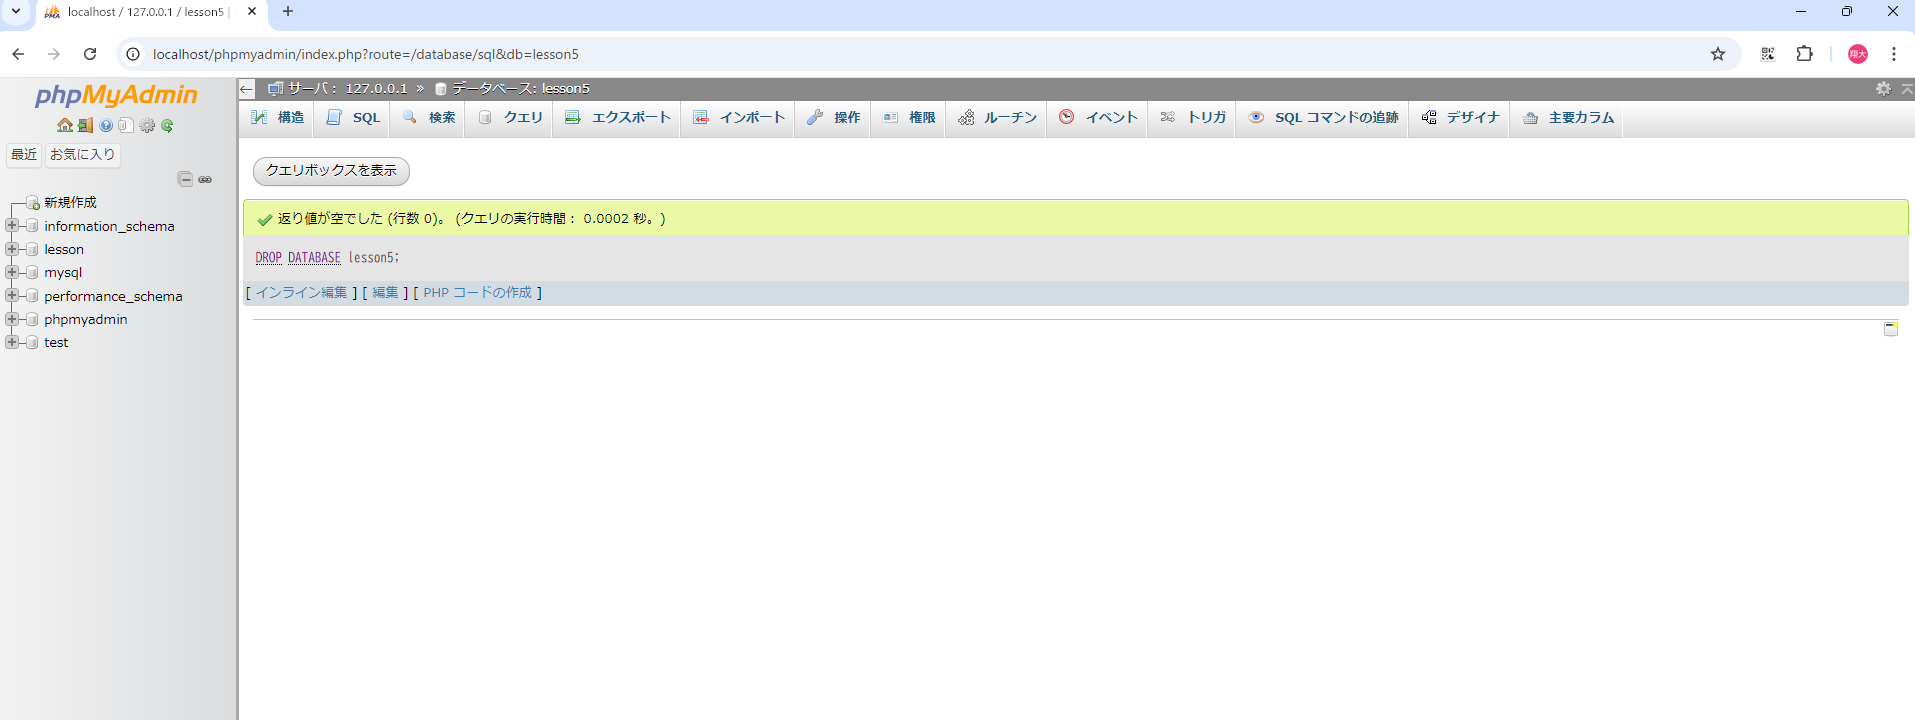 localhost / 127.0.0.1 / lesson5 |
localhost/phpmyadmin/index.php?route=/database/sql&db=lesson5
翔大
phpMyAdmin
最近 お気に入り
新規作成
information_schema
lesson
mysql
performance_schema
phpmyadmin
test
サーバ： 127.0.0.1 » データベース: lesson5
構造 SQL 検索 クエリ エクスポート インポート 操作 権限 ルーチン イベント トリガ SQL コマンドの追跡 デザイナ 主要カラム
クエリボックスを表示
返り値が空でした (行数 0)。 (クエリの実行時間： 0.0002 秒。)
DROP DATABASE lesson5;
[ インライン編集 ] [ 編集 ] [ PHP コードの作成 ]